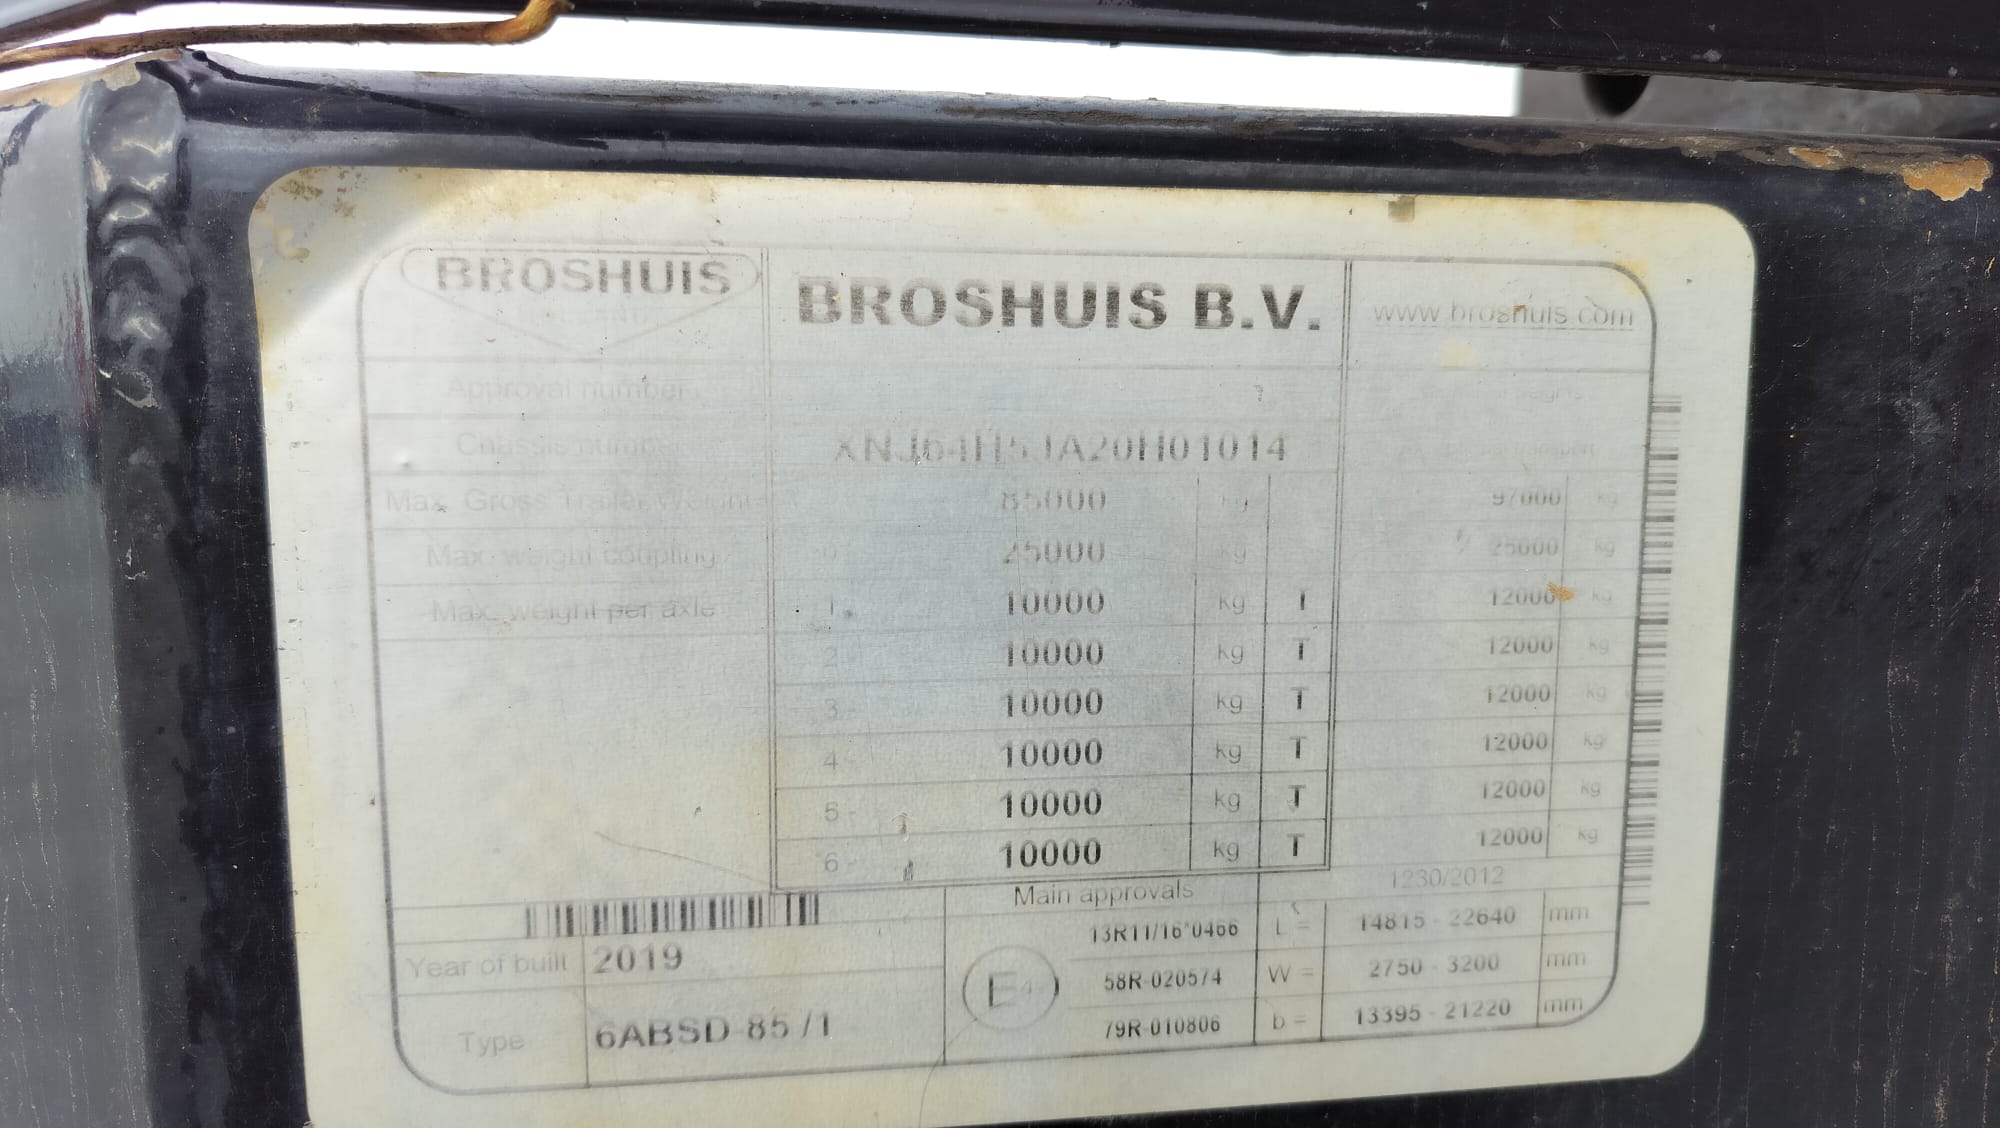 BROSHUIS
BROSHUIS B.V.
www.broshuis.com
Approval number
Chassis number XNJ64H5JA20H01014
Max. Gross Trailer Weight 85000 kg 97000 kg
Max. weight coupling 0 25000 kg 25000 kg
Max. weight per axle 1 10000 kg T 12000 kg
2 10000 kg T 12000 kg
3 10000 kg T 12000 kg
4 10000 kg T 12000 kg
5 10000 kg T 12000 kg
6 10000 kg T 12000 kg
Main approvals 1230/2012
13R11/16*0466 L = 14815 - 22640 mm
Year of built 2019
E4 58R-020574 W = 2750 - 3200 mm
Type 6ABSD-85 /1
79R-010806 b = 13395 - 21220 mm